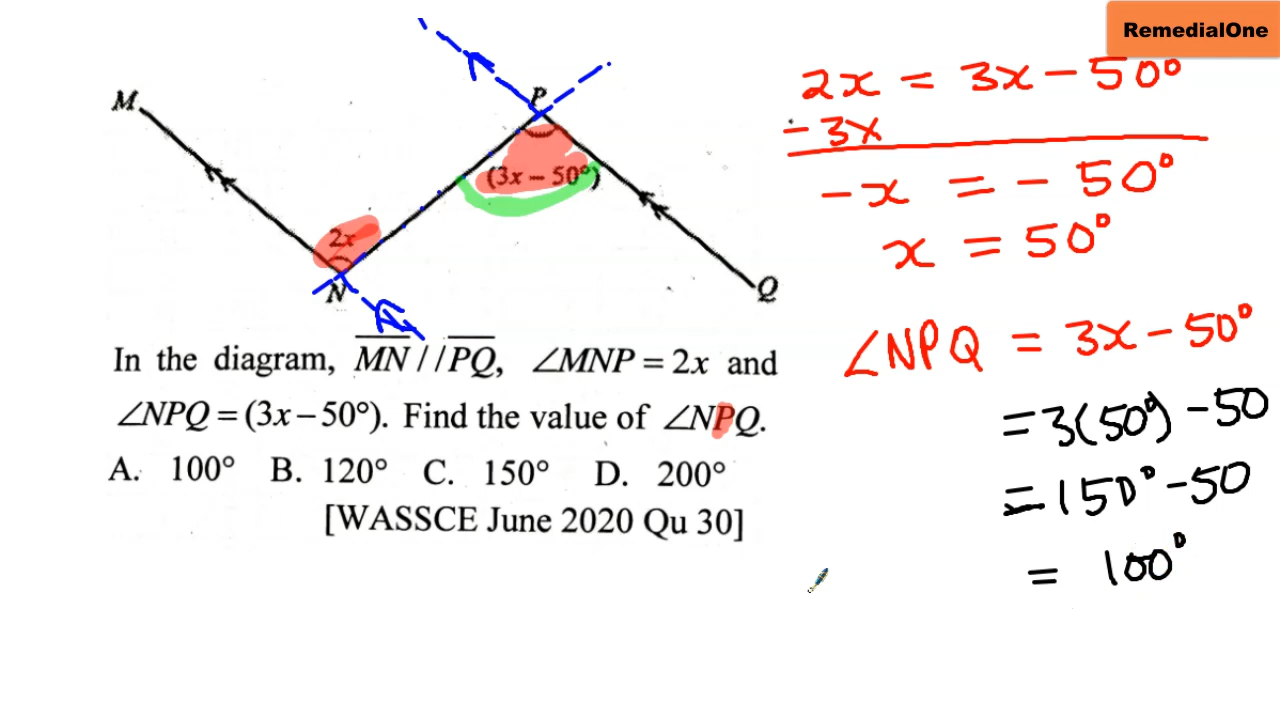 RemedialOne
M
P
(3x − 50°)
2x
N
Q
In the diagram, MN // PQ, ∠MNP = 2x and
∠NPQ = (3x − 50°). Find the value of ∠NPQ.
A. 100° B. 120° C. 150° D. 200°
[WASSCE June 2020 Qu 30]
2x = 3x − 50°
−3x
−x = − 50°
x = 50°
∠NPQ = 3x − 50°
= 3(50°) − 50
= 150° − 50
= 100°